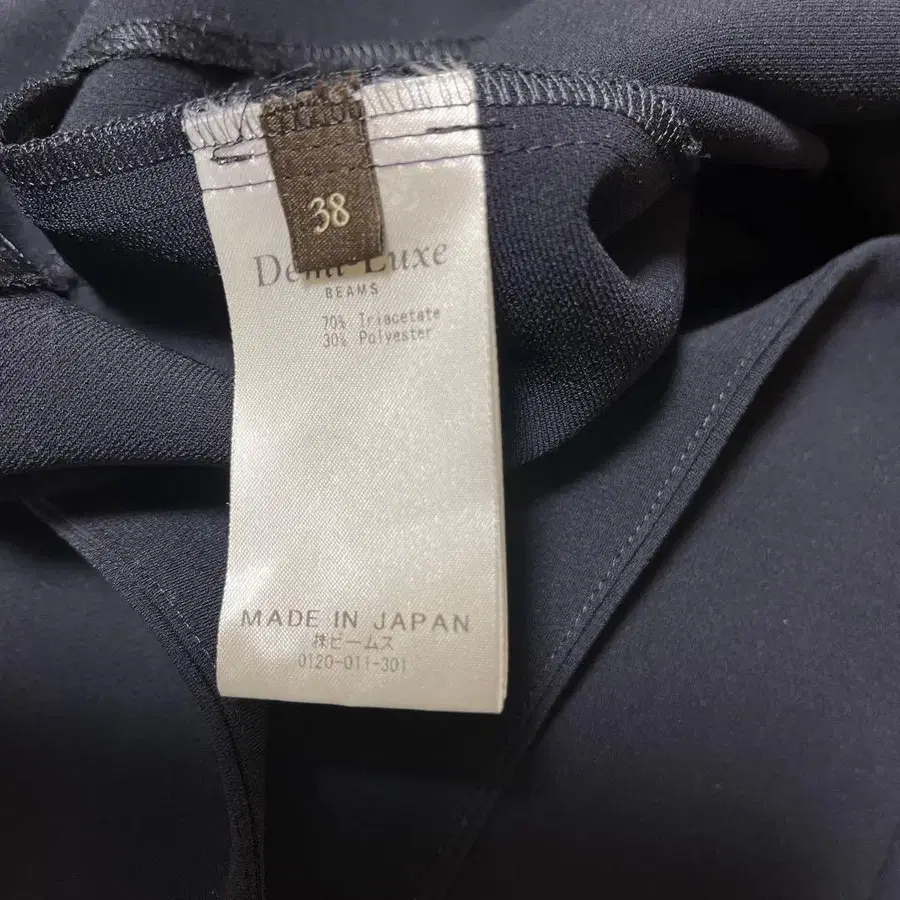 38
Demi-Luxe
BEAMS
70% Triacetate
30% Polyester
MADE IN JAPAN
㈱ビームス
0120-011-301